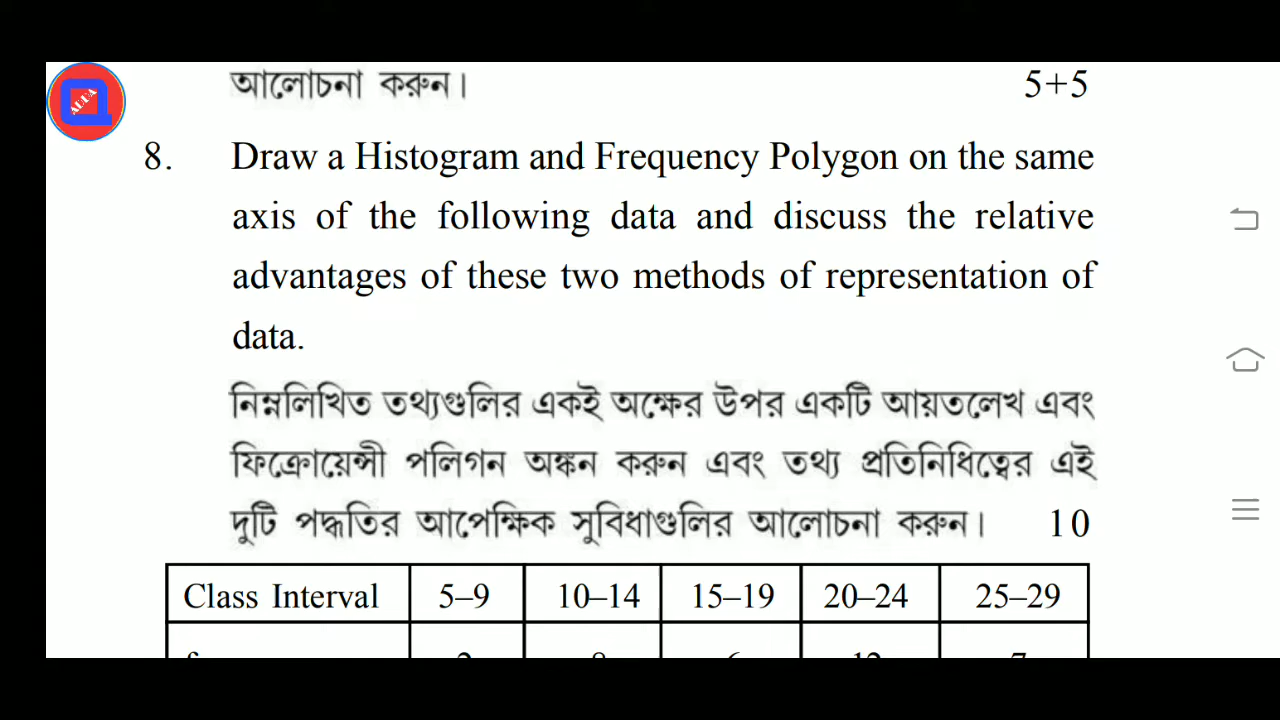 আলোচনা করুন। 5+5
8. Draw a Histogram and Frequency Polygon on the same
axis of the following data and discuss the relative
advantages of these two methods of representation of
data.
নিম্নলিখিত তথ্যগুলির একই অক্ষের উপর একটি আয়তলেখ এবং
ফিক্রোয়েন্সী পলিগন অঙ্কন করুন এবং তথ্য প্রতিনিধিত্বের এই
দুটি পদ্ধতির আপেক্ষিক সুবিধাগুলির আলোচনা করুন। 10
Class Interval 5–9 10–14 15–19 20–24 25–29